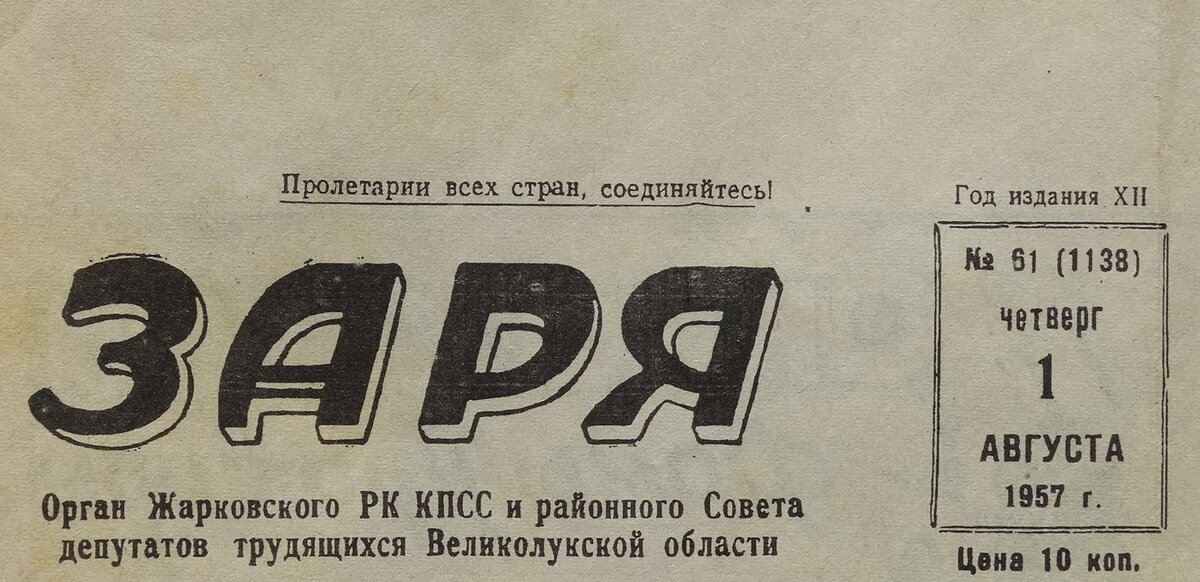 Пролетарии всех стран, соединяйтесь!
ЗАРЯ
Орган Жарковского РК КПСС и районного Совета
депутатов трудящихся Великолукской области
Год издания XII
№ 61 (1138)
четверг
1
АВГУСТА
1957 г.
Цена 10 коп.